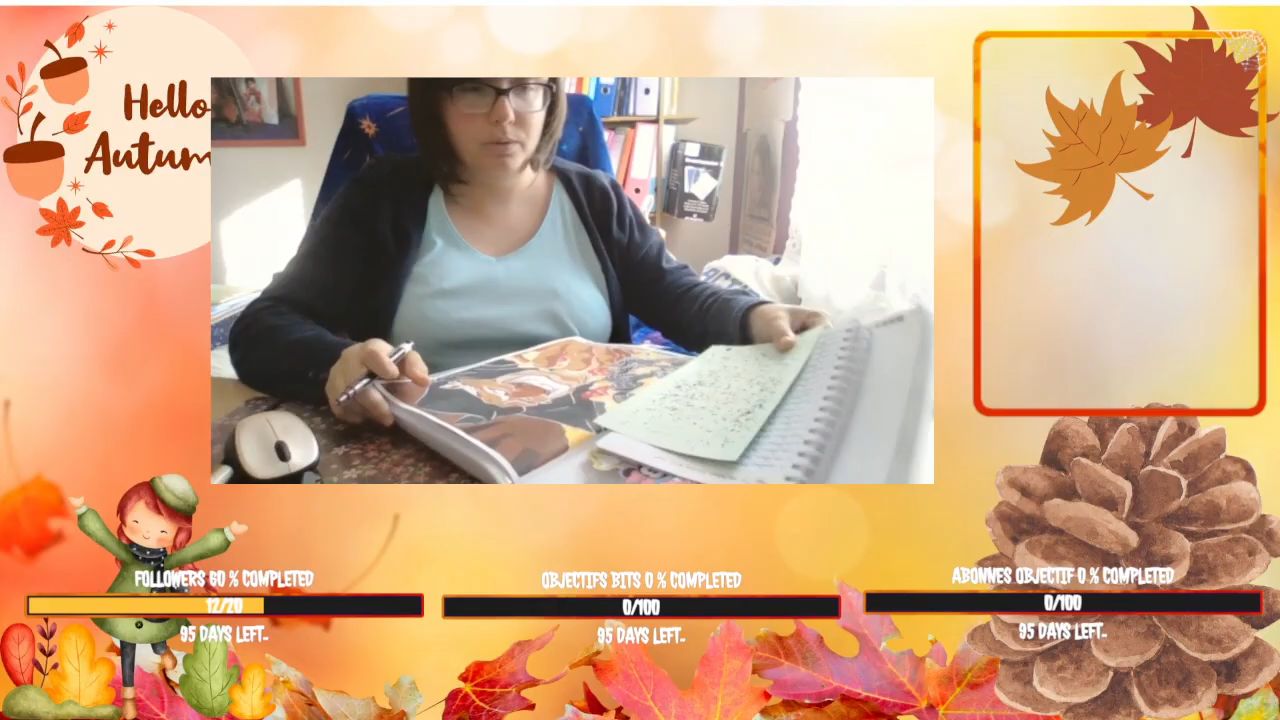 Hello
Autum
FOLLOWERS 60 % COMPLETED
12/20
95 DAYS LEFT..
OBJECTIFS BITS 0 % COMPLETED
0/100
95 DAYS LEFT..
ABONNES OBJECTIF 0 % COMPLETED
0/100
95 DAYS LEFT..